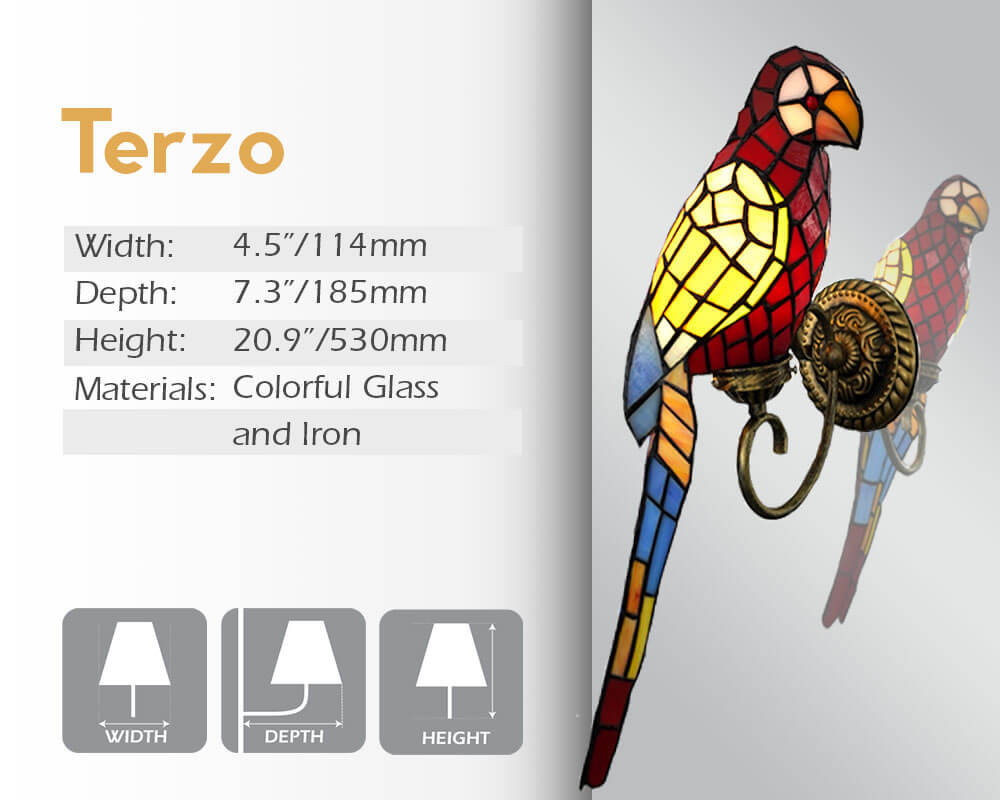 Terzo
Width: 4.5”/114mm
Depth: 7.3”/185mm
Height: 20.9”/530mm
Materials: Colorful Glass
and Iron
WIDTH
DEPTH
HEIGHT